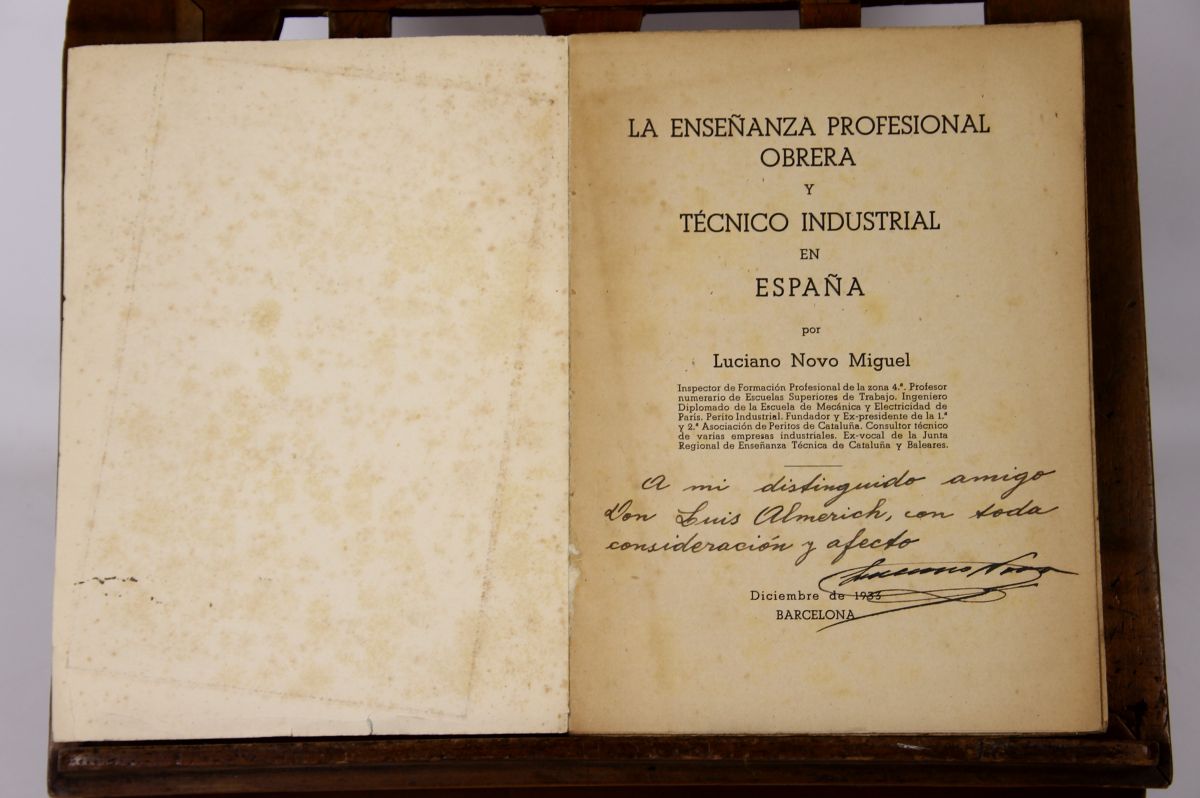 LA ENSEÑANZA PROFESIONAL
OBRERA
Y
TÉCNICO INDUSTRIAL
EN
ESPAÑA
por
Luciano Novo Miguel
Inspector de Formación Profesional de la zona 4.ª. Profesor
numerario de Escuelas Superiores de Trabajo. Ingeniero
Diplomado de la Escuela de Mecánica y Electricidad de
París. Perito Industrial. Fundador y Ex-presidente de la 1.ª
y 2.ª Asociación de Peritos de Cataluña. Consultor técnico
de varias empresas industriales. Ex-vocal de la Junta
Regional de Enseñanza Técnica de Cataluña y Baleares.
A mi distinguido amigo
Don Luis Almerich, con toda
consideración y afecto
Luciano Novo
Diciembre de 1933
BARCELONA